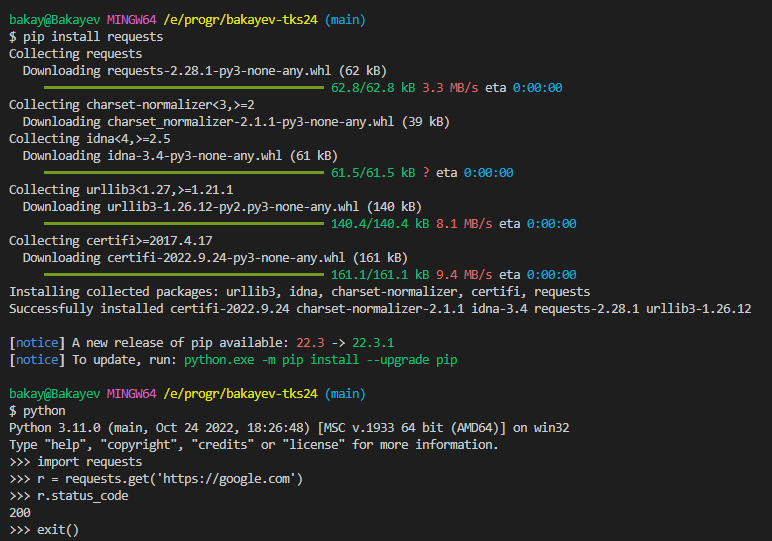 bakay@Bakayev MINGW64 /e/progr/bakayev-tks24 (main)
$ pip install requests
Collecting requests
  Downloading requests-2.28.1-py3-none-any.whl (62 kB)
     62.8/62.8 kB 3.3 MB/s eta 0:00:00
Collecting charset-normalizer<3,>=2
  Downloading charset_normalizer-2.1.1-py3-none-any.whl (39 kB)
Collecting idna<4,>=2.5
  Downloading idna-3.4-py3-none-any.whl (61 kB)
     61.5/61.5 kB ? eta 0:00:00
Collecting urllib3<1.27,>=1.21.1
  Downloading urllib3-1.26.12-py2.py3-none-any.whl (140 kB)
     140.4/140.4 kB 8.1 MB/s eta 0:00:00
Collecting certifi>=2017.4.17
  Downloading certifi-2022.9.24-py3-none-any.whl (161 kB)
     161.1/161.1 kB 9.4 MB/s eta 0:00:00
Installing collected packages: urllib3, idna, charset-normalizer, certifi, requests
Successfully installed certifi-2022.9.24 charset-normalizer-2.1.1 idna-3.4 requests-2.28.1 urllib3-1.26.12

[notice] A new release of pip available: 22.3 -> 22.3.1
[notice] To update, run: python.exe -m pip install --upgrade pip

bakay@Bakayev MINGW64 /e/progr/bakayev-tks24 (main)
$ python
Python 3.11.0 (main, Oct 24 2022, 18:26:48) [MSC v.1933 64 bit (AMD64)] on win32
Type "help", "copyright", "credits" or "license" for more information.
>>> import requests
>>> r = requests.get('https://google.com')
>>> r.status_code
200
>>> exit()